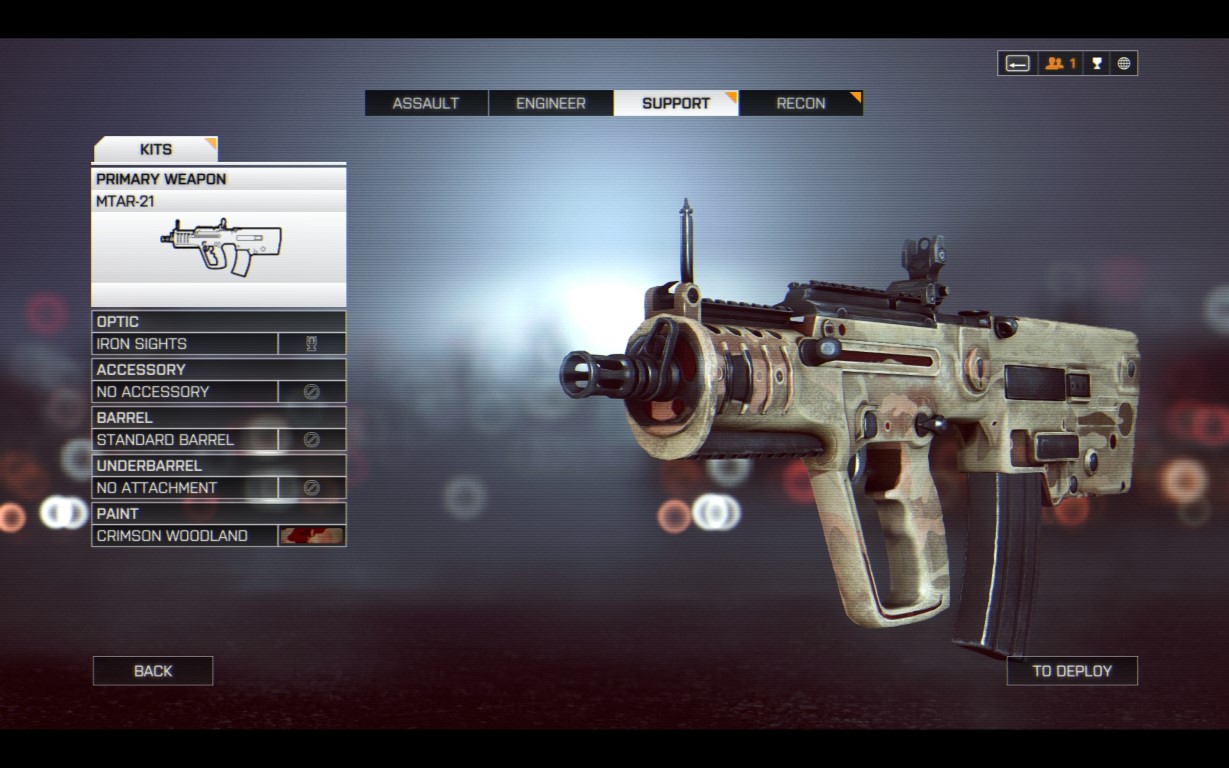 1
ASSAULT
ENGINEER
SUPPORT
RECON
KITS
PRIMARY WEAPON
MTAR-21
OPTIC
IRON SIGHTS
ACCESSORY
NO ACCESSORY
BARREL
STANDARD BARREL
UNDERBARREL
NO ATTACHMENT
PAINT
CRIMSON WOODLAND
BACK
TO DEPLOY